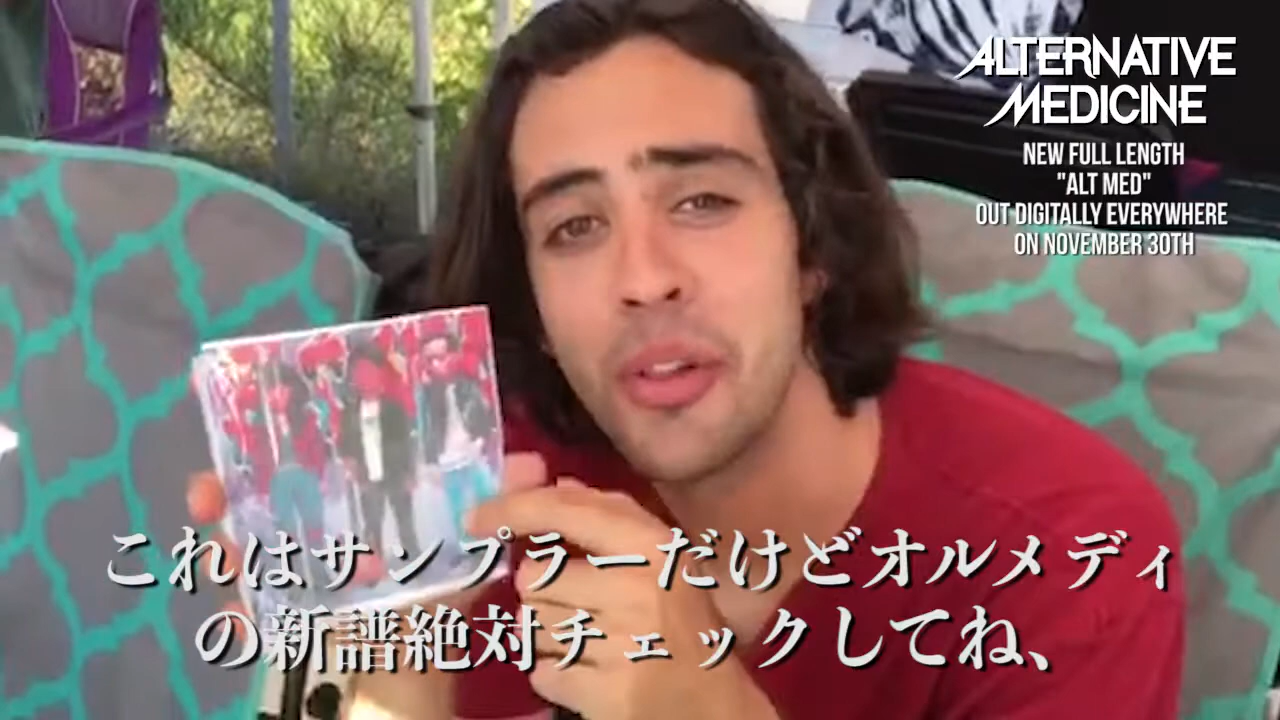 ALTERNATIVE
MEDICINE
NEW FULL LENGTH
"ALT MED"
OUT DIGITALLY EVERYWHERE
ON NOVEMBER 30TH
これはサンプラーだけどオルメディ
の新譜絶対チェックしてね、